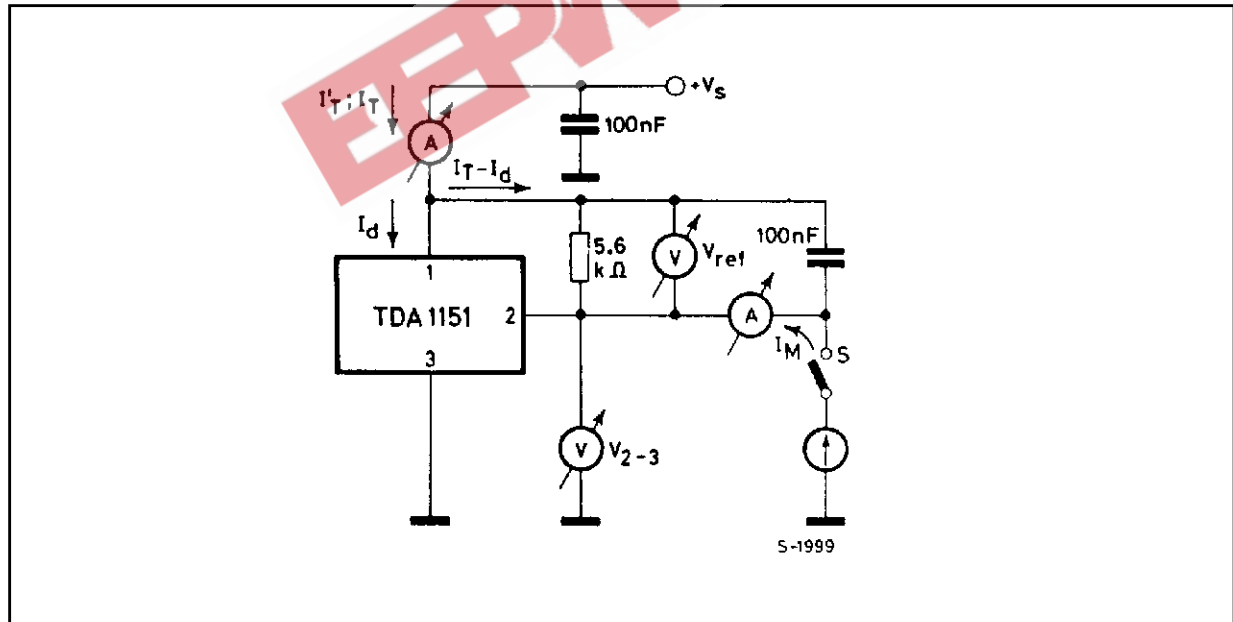 EEPW
I'T ; IT
+Vs
A
100nF
IT-Id
Id
5.6
kΩ
V
Vref
100nF
1
TDA 1151
2
3
A
IM
S
V
V2-3
S-1999